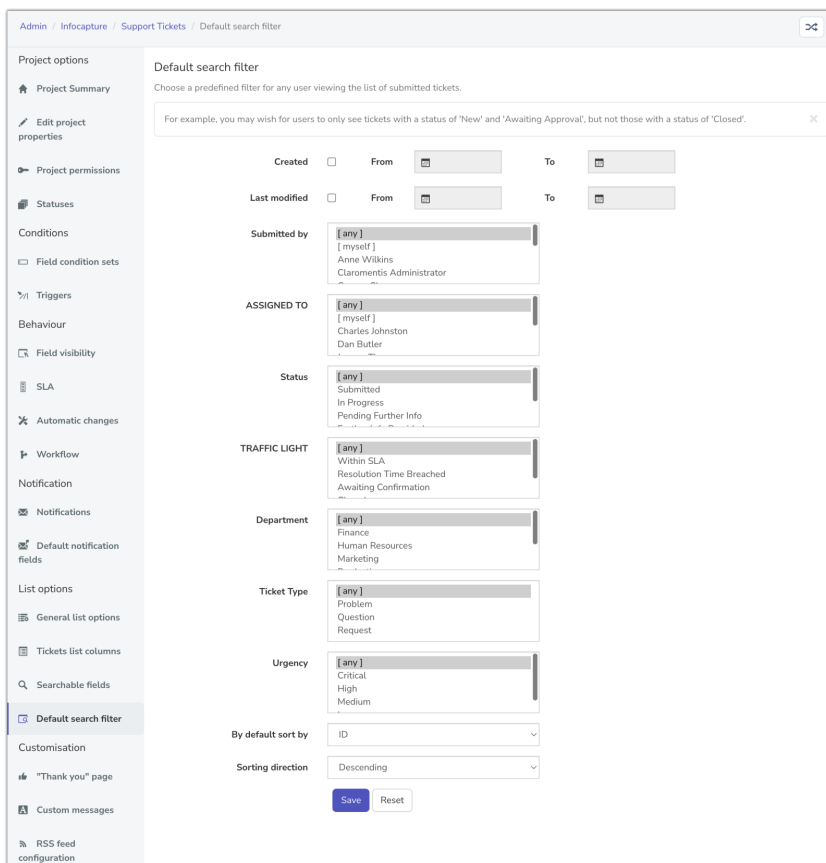 Admin / Infocapture / Support Tickets / Default search filter
Project options
Project Summary
Edit project
properties
Project permissions
Statuses
Conditions
Field condition sets
Triggers
Behaviour
Field visibility
SLA
Automatic changes
Workflow
Notification
Notifications
Default notification
fields
List options
General list options
Tickets list columns
Searchable fields
Default search filter
Customisation
"Thank you" page
Custom messages
RSS feed
configuration
Default search filter
Choose a predefined filter for any user viewing the list of submitted tickets.
For example, you may wish for users to only see tickets with a status of 'New' and 'Awaiting Approval', but not those with a status of 'Closed'.
Created From To
Last modified From To
Submitted by
[ any ]
[ myself ]
Anne Wilkins
Claromentis Administrator
ASSIGNED TO
[ any ]
[ myself ]
Charles Johnston
Dan Butler
Status
[ any ]
Submitted
In Progress
Pending Further Info
TRAFFIC LIGHT
[ any ]
Within SLA
Resolution Time Breached
Awaiting Confirmation
Department
[ any ]
Finance
Human Resources
Marketing
Ticket Type
[ any ]
Problem
Question
Request
Urgency
[ any ]
Critical
High
Medium
By default sort by ID
Sorting direction Descending
Save Reset